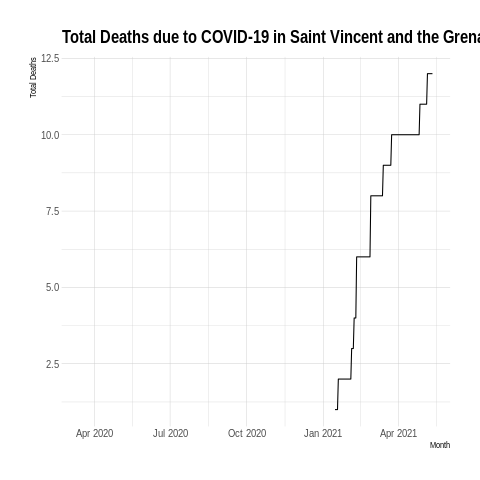 Total Deaths due to COVID-19 in Saint Vincent and the Grena
Total Deaths
12.5
10.0
7.5
5.0
2.5
Apr 2020 Jul 2020 Oct 2020 Jan 2021 Apr 2021
Month